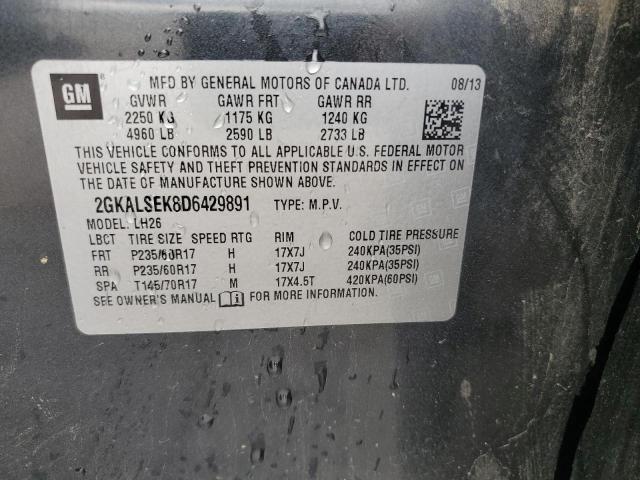 GM
MFD BY GENERAL MOTORS OF CANADA LTD. 08/13
GVWR GAWR FRT GAWR RR
2250 KG 1175 KG 1240 KG
4960 LB 2590 LB 2733 LB
THIS VEHICLE CONFORMS TO ALL APPLICABLE U.S. FEDERAL MOTOR
VEHICLE SAFETY AND THEFT PREVENTION STANDARDS IN EFFECT ON
THE DATE OF MANUFACTURE SHOWN ABOVE.
2GKALSEK8D6429891 TYPE: M.P.V.
MODEL: LH26
LBCT TIRE SIZE SPEED RTG RIM COLD TIRE PRESSURE
FRT P235/60R17 H 17X7J 240KPA(35PSI)
RR P235/60R17 H 17X7J 240KPA(35PSI)
SPA T145/70R17 M 17X4.5T 420KPA(60PSI)
SEE OWNER'S MANUAL FOR MORE INFORMATION.